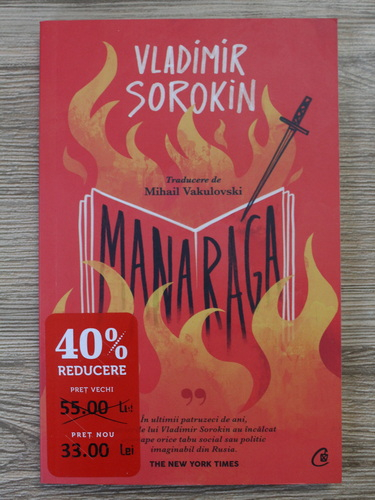 VLADIMIR
SOROKIN
Traducere de
Mihail Vakulovski
MANARAGA
40%
REDUCERE
PREȚ VECHI
55.00 Lei
PREȚ NOU
33.00 Lei
”
În ultimii patruzeci de ani,
le lui Vladimir Sorokin au încălcat
ape orice tabu social sau politic
imaginabil din Rusia.
THE NEW YORK TIMES